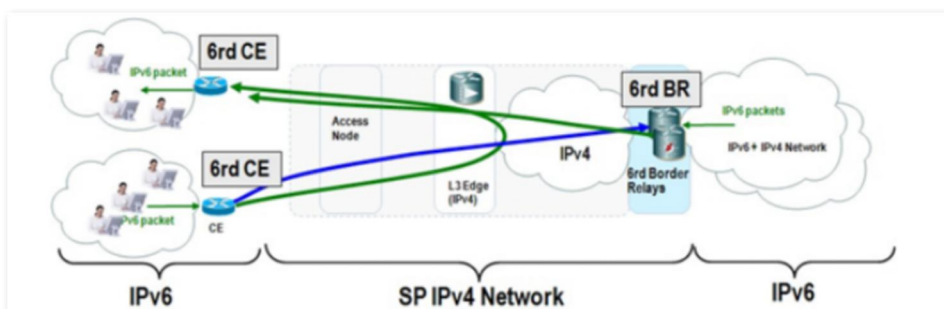 6rd CE
IPv6 packet
6rd BR
IPv6 packets
Access
Node
IPv4
IPv6 + IPv4 Network
6rd CE
L3 Edge
(IPv4)
6rd Border
Relays
IPv6 packet
CE
IPv6
SP IPv4 Network
IPv6